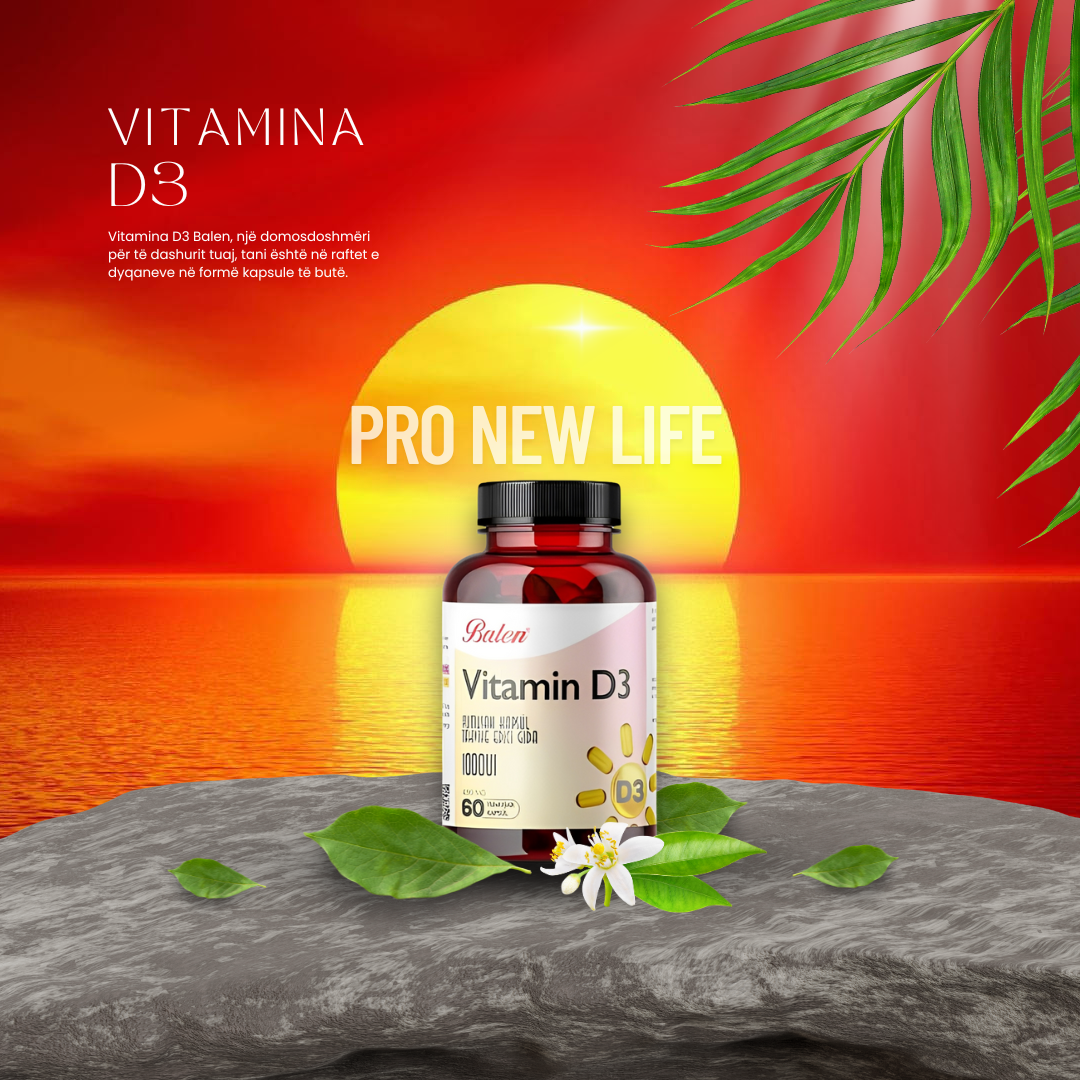 VITAMINA
D3
Vitamina D3 Balen, një domosdoshmëri
për të dashurit tuaj, tani është në raftet e
dyqaneve në formë kapsule të butë.
PRO NEW LIFE
Balen
Vitamin D3
1000UI
D3
60